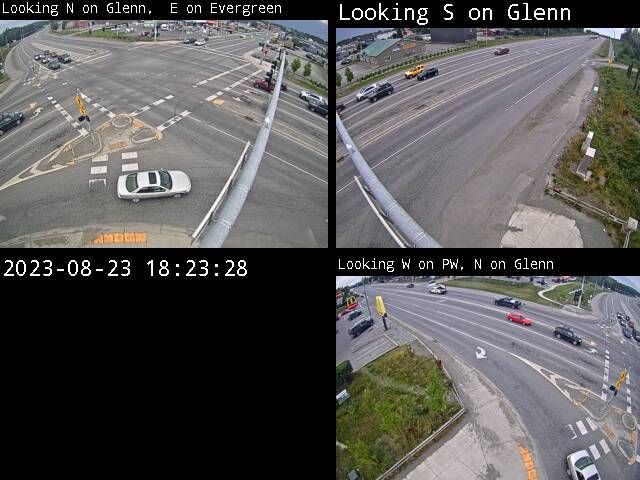 Looking N on Glenn,  E on Evergreen
Looking S on Glenn
2023-08-23 18:23:28
Looking W on PW, N on Glenn